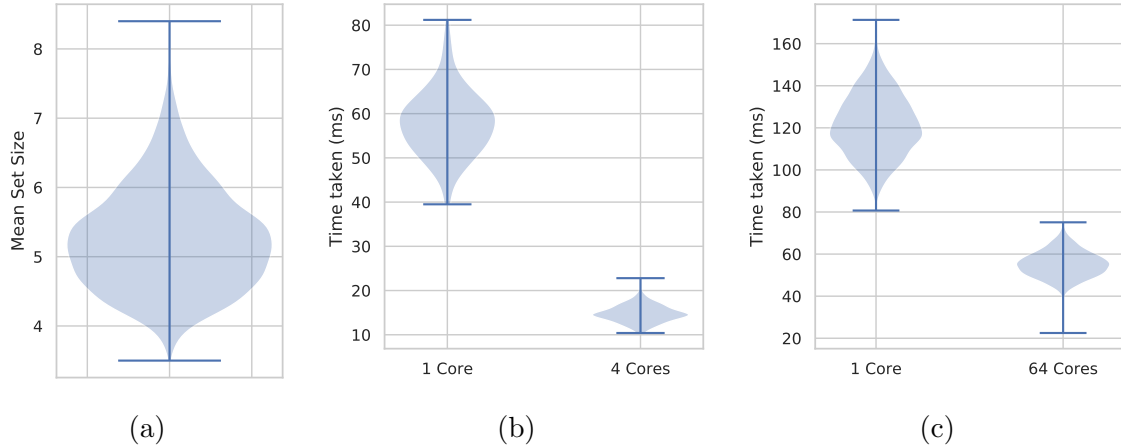 Mean Set Size
8
7
6
5
4
(a)
Time taken (ms)
80
70
60
50
40
30
20
10
1 Core
4 Cores
(b)
Time taken (ms)
160
140
120
100
80
60
40
20
1 Core
64 Cores
(c)